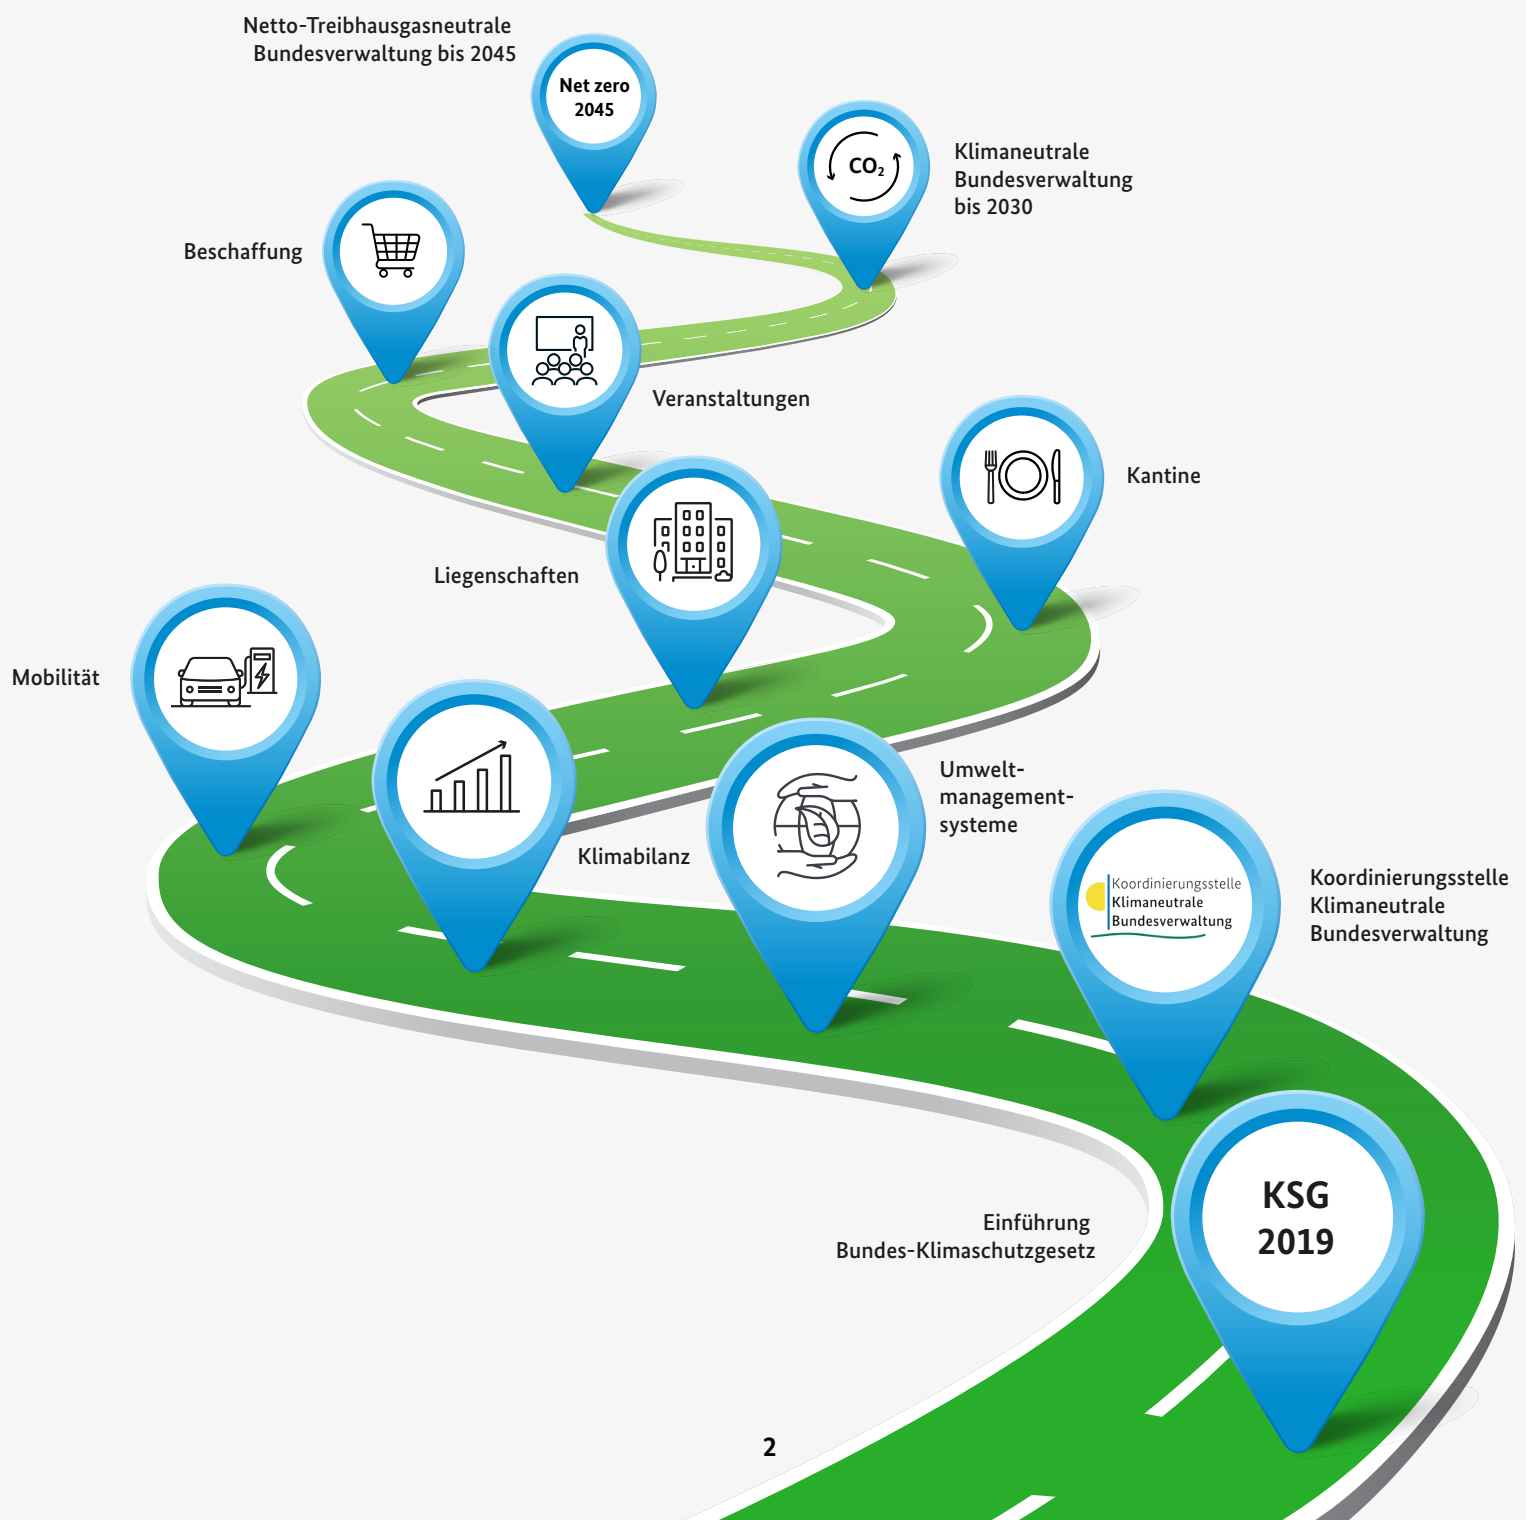 Netto-Treibhausgasneutrale
Bundesverwaltung bis 2045
Net zero
2045
CO₂
Klimaneutrale
Bundesverwaltung
bis 2030
Beschaffung
Veranstaltungen
Kantine
Liegenschaften
Mobilität
Klimabilanz
Umwelt-
management-
systeme
Koordinierungsstelle
Klimaneutrale
Bundesverwaltung
Koordinierungsstelle
Klimaneutrale
Bundesverwaltung
KSG
2019
Einführung
Bundes-Klimaschutzgesetz
2